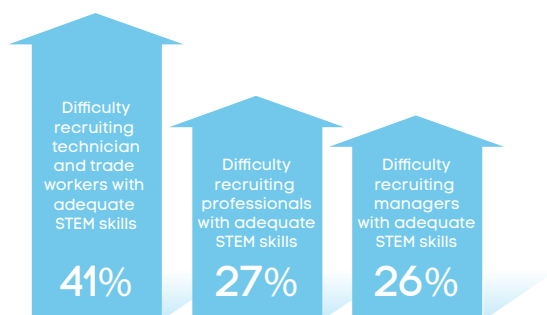 Difficulty
recruiting
technician
and trade
workers with
adequate
STEM skills
41%
Difficulty
recruiting
professionals
with adequate
STEM skills
27%
Difficulty
recruiting
managers
with adequate
STEM skills
26%